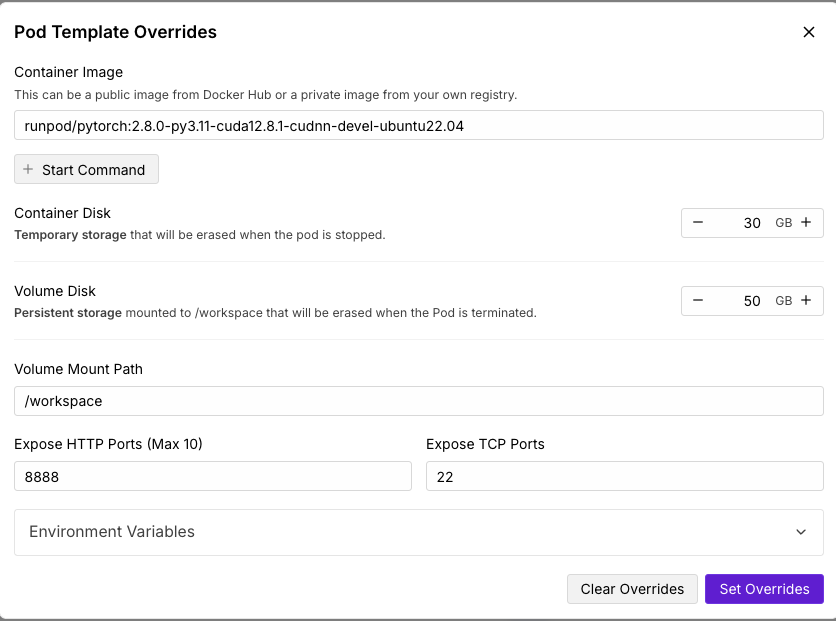 Pod Template Overrides
Container Image
This can be a public image from Docker Hub or a private image from your own registry.
runpod/pytorch:2.8.0-py3.11-cuda12.8.1-cudnn-devel-ubuntu22.04
+ Start Command
Container Disk
Temporary storage that will be erased when the pod is stopped.
− 30 GB +
Volume Disk
Persistent storage mounted to /workspace that will be erased when the Pod is terminated.
− 50 GB +
Volume Mount Path
/workspace
Expose HTTP Ports (Max 10)
8888
Expose TCP Ports
22
Environment Variables
Clear Overrides
Set Overrides